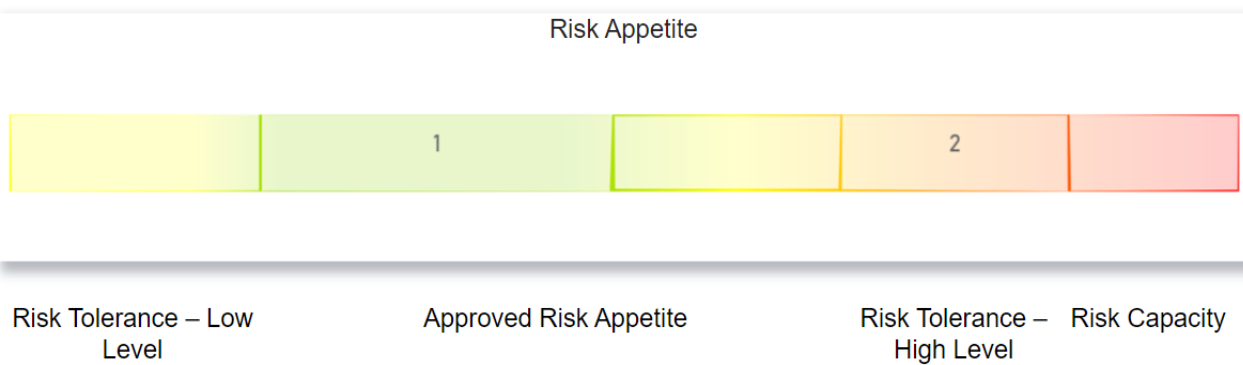 Risk Appetite
1
2
Risk Tolerance – Low
Level
Approved Risk Appetite
Risk Tolerance –
High Level
Risk Capacity